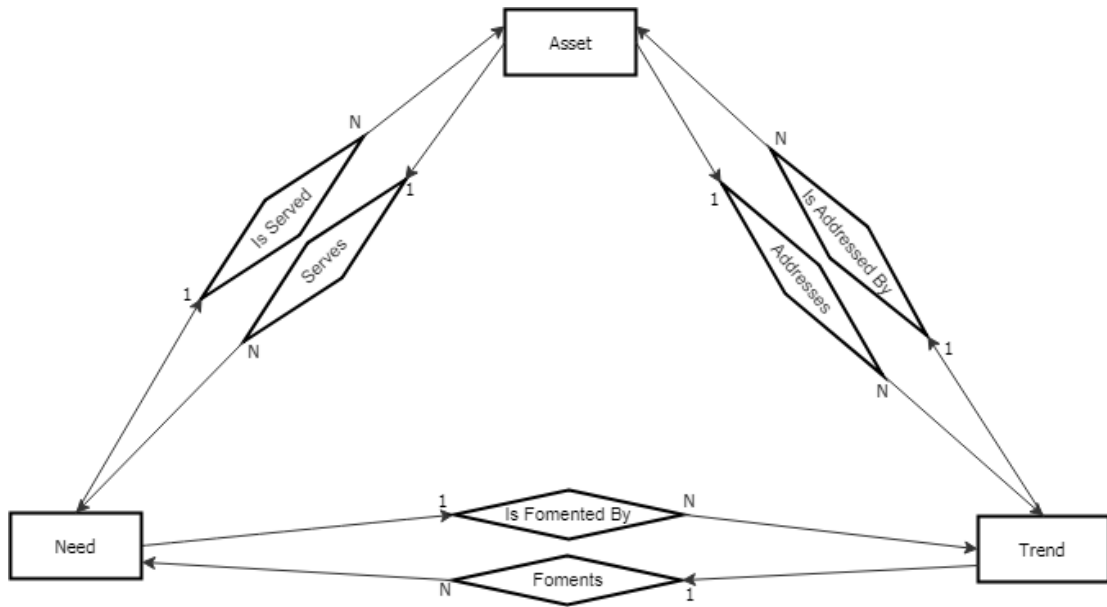 Asset
N
N
Is Served
1
1
Is Addressed By
Serves
Addresses
1
N
1
N
1
Is Fomented By
N
Need
Trend
N
Foments
1